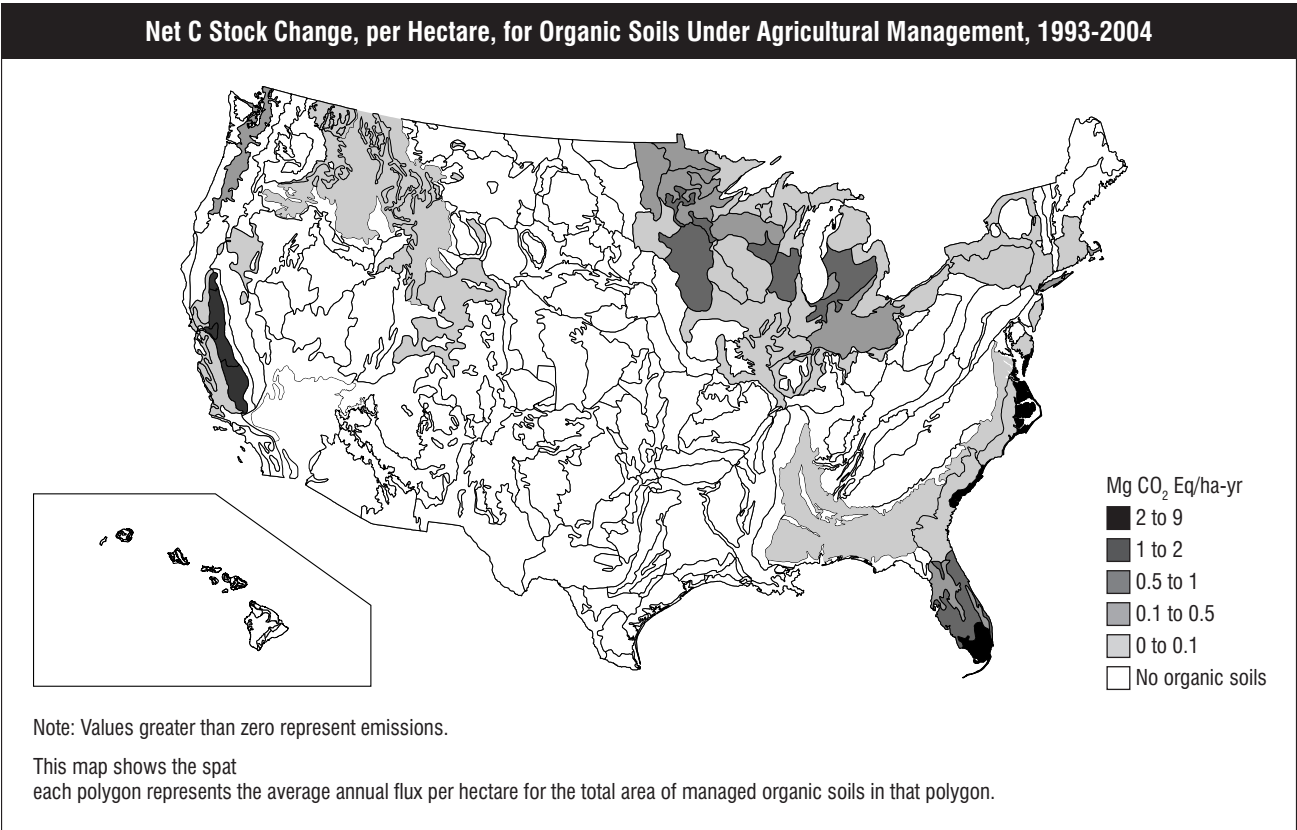 Net C Stock Change, per Hectare, for Organic Soils Under Agricultural Management, 1993-2004
Mg CO₂ Eq/ha-yr
2 to 9
1 to 2
0.5 to 1
0.1 to 0.5
0 to 0.1
No organic soils
Note: Values greater than zero represent emissions.
This map shows the spat
each polygon represents the average annual flux per hectare for the total area of managed organic soils in that polygon.